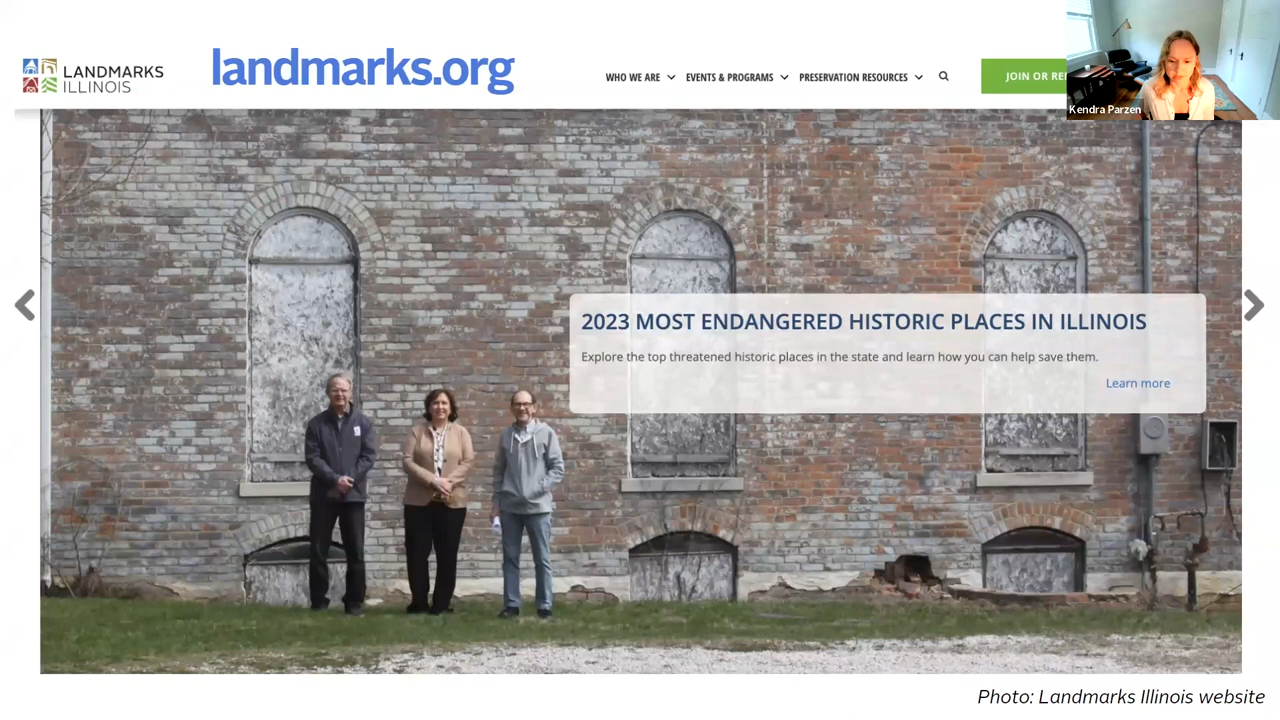 LANDMARKS
ILLINOIS
landmarks.org
WHO WE ARE
EVENTS & PROGRAMS
PRESERVATION RESOURCES
JOIN OR
Kendra Parzen
2023 MOST ENDANGERED HISTORIC PLACES IN ILLINOIS
Explore the top threatened historic places in the state and learn how you can help save them.
Learn more
Photo: Landmarks Illinois website